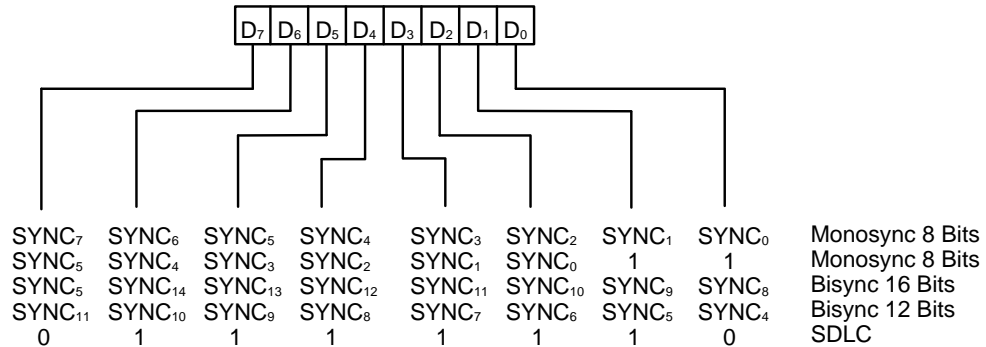 D₇ D₆ D₅ D₄ D₃ D₂ D₁ D₀
SYNC₇ SYNC₆ SYNC₅ SYNC₄ SYNC₃ SYNC₂ SYNC₁ SYNC₀ Monosync 8 Bits
SYNC₅ SYNC₄ SYNC₃ SYNC₂ SYNC₁ SYNC₀ 1 1 Monosync 8 Bits
SYNC₅ SYNC₁₄ SYNC₁₃ SYNC₁₂ SYNC₁₁ SYNC₁₀ SYNC₉ SYNC₈ Bisync 16 Bits
SYNC₁₁ SYNC₁₀ SYNC₉ SYNC₈ SYNC₇ SYNC₆ SYNC₅ SYNC₄ Bisync 12 Bits
0 1 1 1 1 1 1 0 SDLC